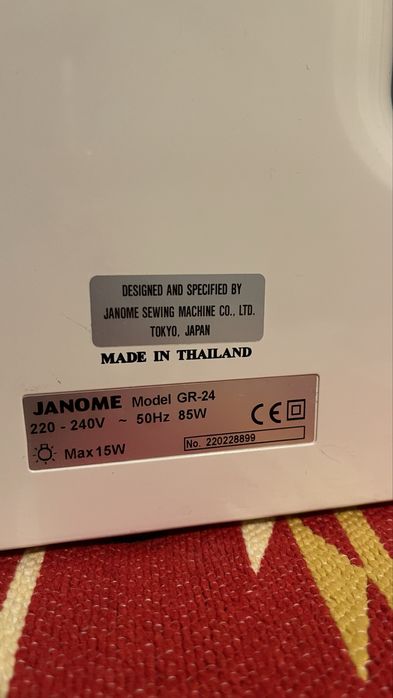 DESIGNED AND SPECIFIED BY
JANOME SEWING MACHINE CO., LTD.
TOKYO, JAPAN
MADE IN THAILAND
JANOME Model GR-24
220 - 240V ~ 50Hz 85W
CE
Max15W
No. 220228899